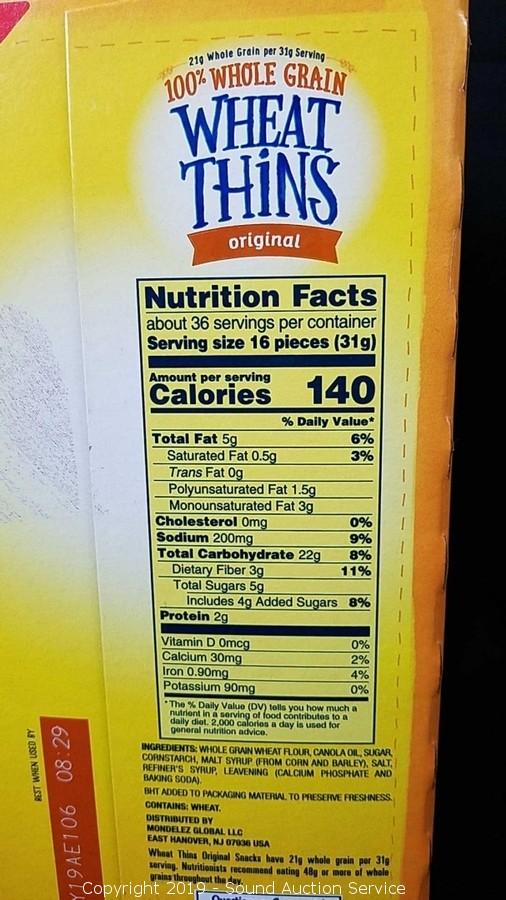 21g Whole Grain per 31g Serving
100% WHOLE GRAIN
WHEAT
THiNS
original
Nutrition Facts
about 36 servings per container
Serving size 16 pieces (31g)
Amount per serving
Calories 140
% Daily Value*
Total Fat 5g 6%
Saturated Fat 0.5g 3%
Trans Fat 0g
Polyunsaturated Fat 1.5g
Monounsaturated Fat 3g
Cholesterol 0mg 0%
Sodium 200mg 9%
Total Carbohydrate 22g 8%
Dietary Fiber 3g 11%
Total Sugars 5g
Includes 4g Added Sugars 8%
Protein 2g
Vitamin D 0mcg 0%
Calcium 30mg 2%
Iron 0.90mg 4%
Potassium 90mg 0%
*The % Daily Value (DV) tells you how much a
nutrient in a serving of food contributes to a
daily diet. 2,000 calories a day is used for
general nutrition advice.
INGREDIENTS: WHOLE GRAIN WHEAT FLOUR, CANOLA OIL, SUGAR,
CORNSTARCH, MALT SYRUP (FROM CORN AND BARLEY), SALT,
REFINER'S SYRUP, LEAVENING (CALCIUM PHOSPHATE AND
BAKING SODA).
BHT ADDED TO PACKAGING MATERIAL TO PRESERVE FRESHNESS.
CONTAINS: WHEAT.
DISTRIBUTED BY
MONDELEZ GLOBAL LLC
EAST HANOVER, NJ 07936 USA
Wheat Thins Original Snacks have 21g whole grain per 31g
serving. Nutritionists recommend eating 48g or more of whole
grains throughout the day.
BEST WHEN USED BY
Y19AE106 08:29
Copyright 2019 - Sound Auction Service